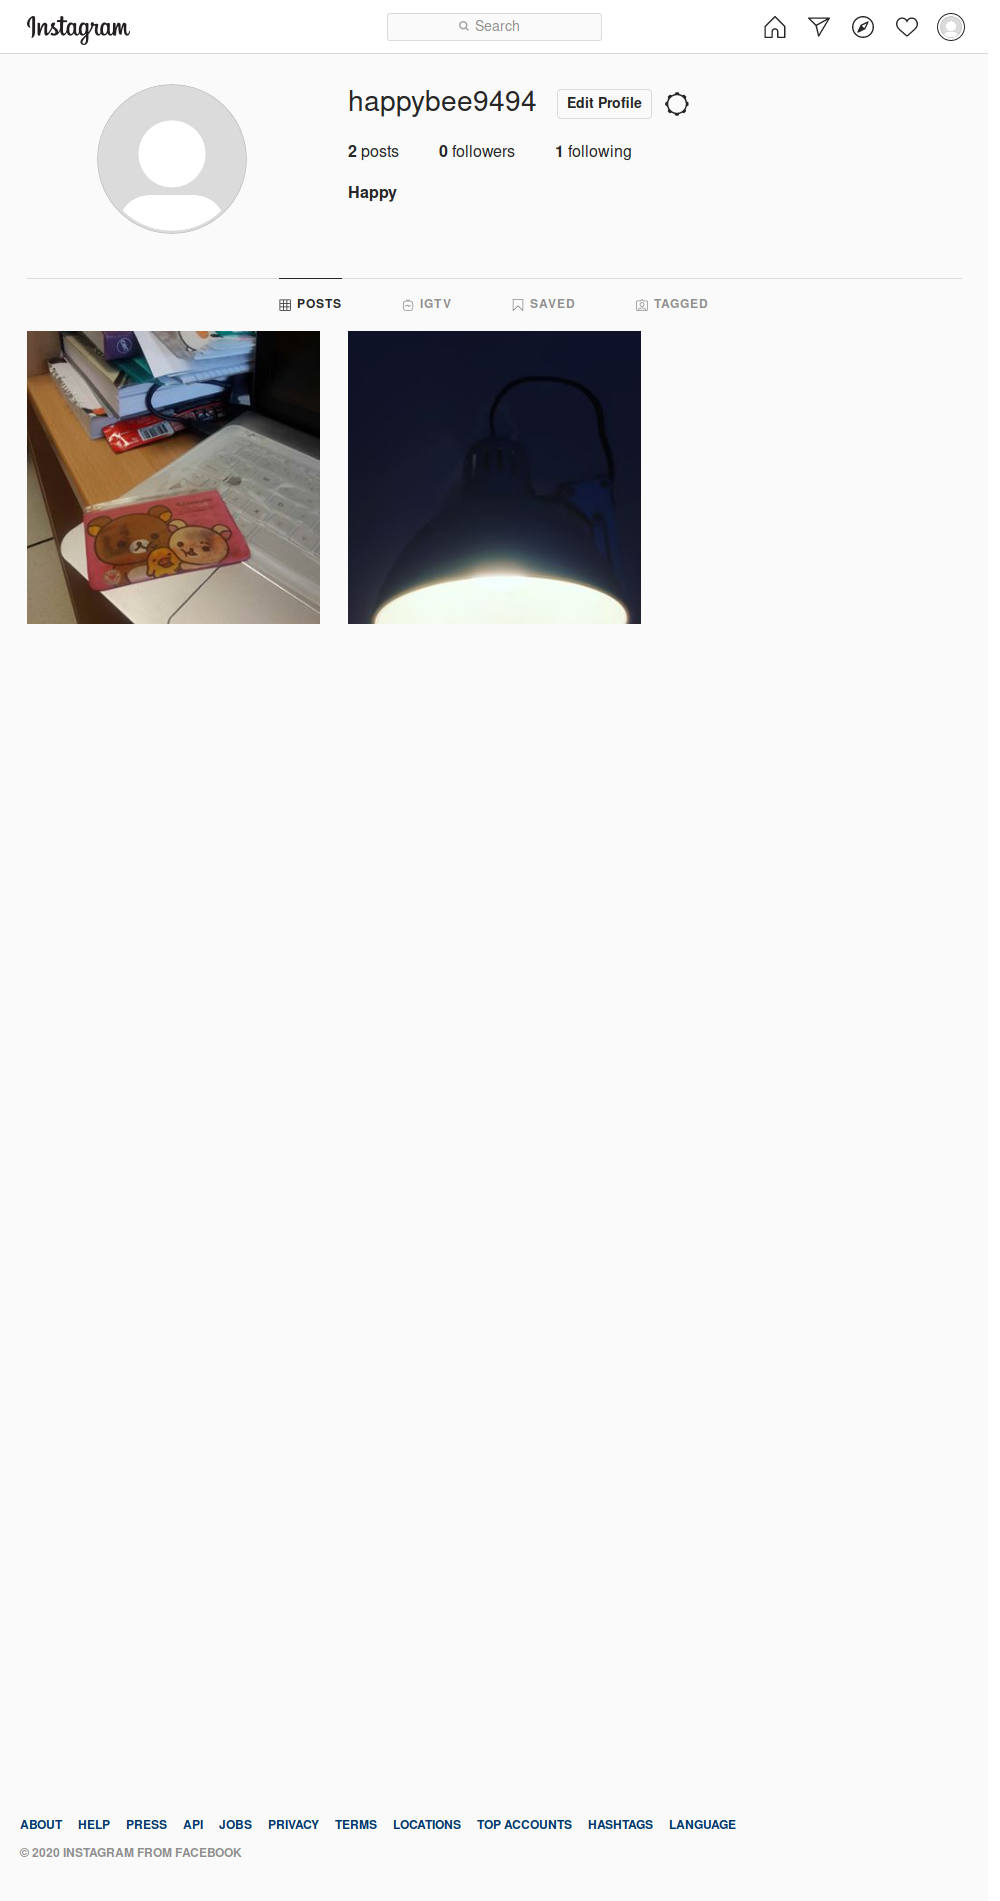 Instagram
Search
happybee9494 Edit Profile
2 posts 0 followers 1 following
Happy
POSTS IGTV SAVED TAGGED
ABOUT HELP PRESS API JOBS PRIVACY TERMS LOCATIONS TOP ACCOUNTS HASHTAGS LANGUAGE
© 2020 INSTAGRAM FROM FACEBOOK